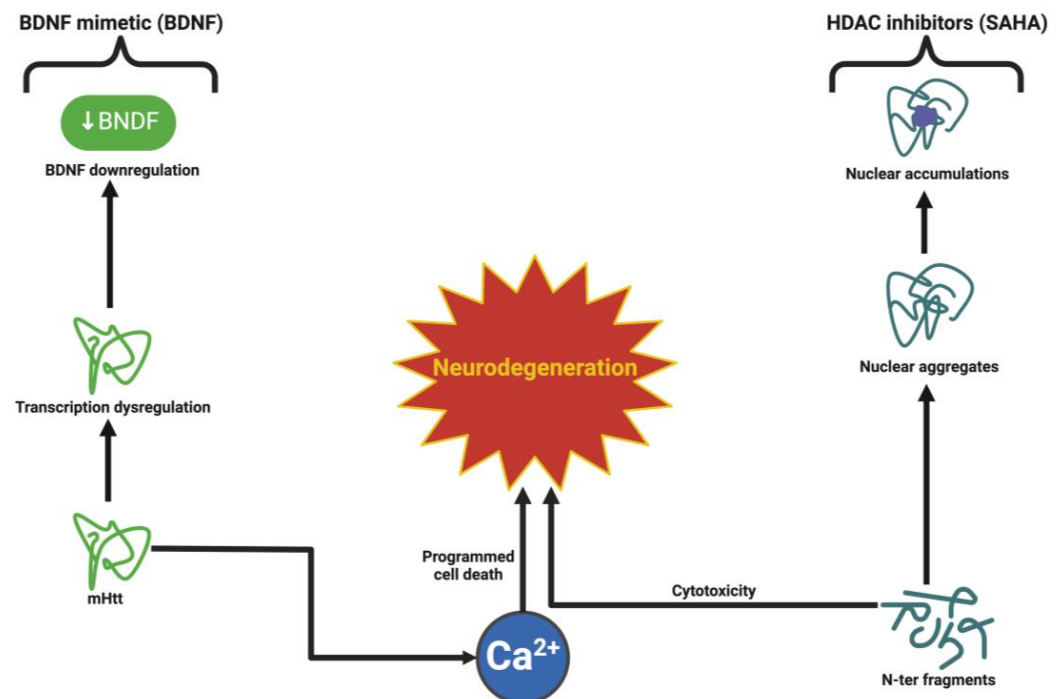 BDNF mimetic (BDNF)
HDAC inhibitors (SAHA)
↓BNDF
BDNF downregulation
Nuclear accumulations
Neurodegeneration
Nuclear aggregates
Transcription dysregulation
Programmed
cell death
Cytotoxicity
mHtt
Ca²⁺
N-ter fragments